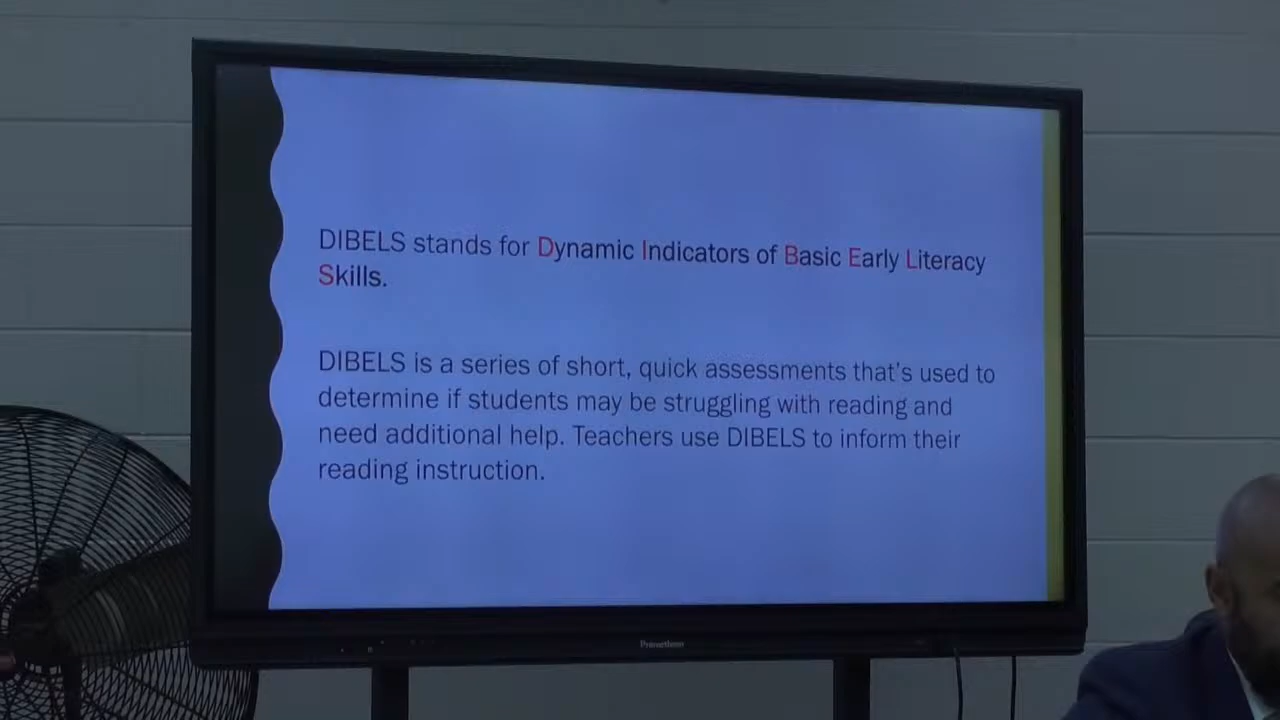 DIBELS stands for Dynamic Indicators of Basic Early Literacy
Skills.
DIBELS is a series of short, quick assessments that's used to
determine if students may be struggling with reading and
need additional help. Teachers use DIBELS to inform their
reading instruction.
Promethean